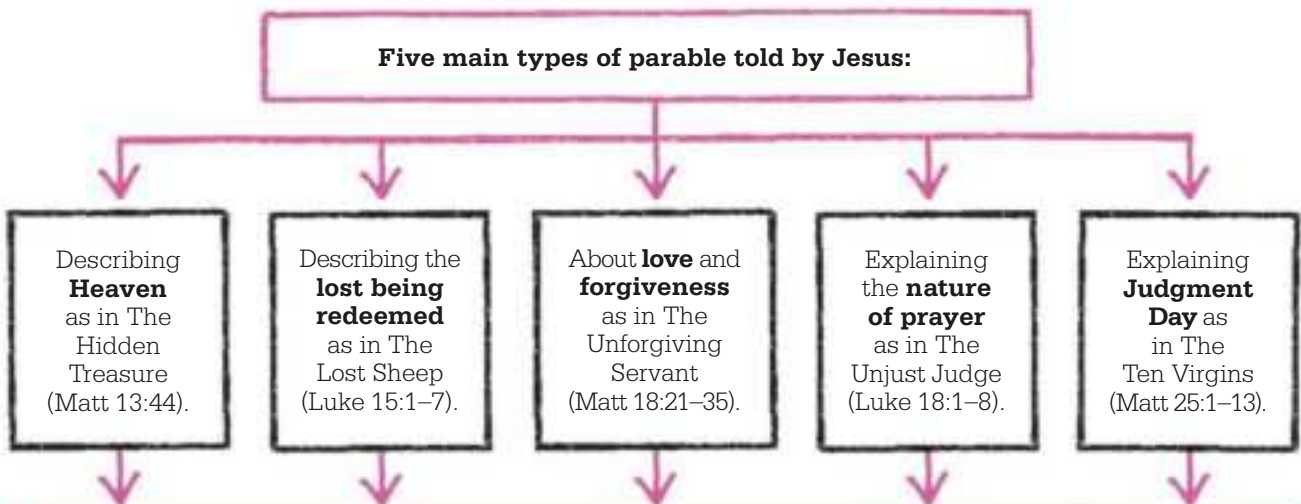 Five main types of parable told by Jesus:
Describing
Heaven
as in The
Hidden
Treasure
(Matt 13:44).
Describing the
lost being
redeemed
as in The
Lost Sheep
(Luke 15:1–7).
About love and
forgiveness
as in The
Unforgiving
Servant
(Matt 18:21–35).
Explaining
the nature
of prayer
as in The
Unjust Judge
(Luke 18:1–8).
Explaining
Judgment
Day as
in The
Ten Virgins
(Matt 25:1–13).